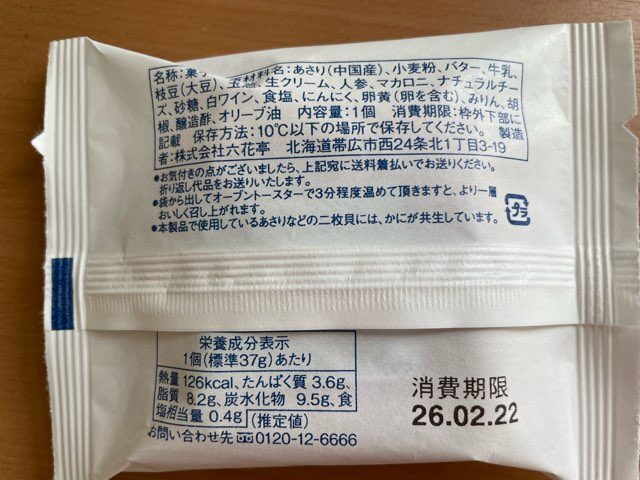 名称:菓子 原材料名:あさり(中国産)、小麦粉、バター、牛乳、
枝豆(大豆)、玉葱、生クリーム、人参、マカロニ、ナチュラルチー
ズ、砂糖、白ワイン、食塩、にんにく、卵黄(卵を含む)、みりん、胡
椒、醸造酢、オリーブ油 内容量:1個 消費期限:枠外下部に
記載 保存方法:10℃以下の場所で保存してください。 製造
者:株式会社六花亭 北海道帯広市西24条北1丁目3-19
●お気付きの点がございましたら、上記宛に送料着払いでお送りください。
折り返し代品をお送りいたします。
●袋から出してオーブントースターで3分程度温めて頂きますと、より一層
おいしく召し上がれます。
●本製品で使用しているあさりなどの二枚貝には、かにが共生しています。
プラ
栄養成分表示
1個(標準37g)あたり
熱量 126kcal、たんぱく質 3.6g、
脂質 8.2g、炭水化物 9.5g、食
塩相当量 0.4g (推定値)
お問い合わせ先 0120-12-6666
消費期限
26.02.22